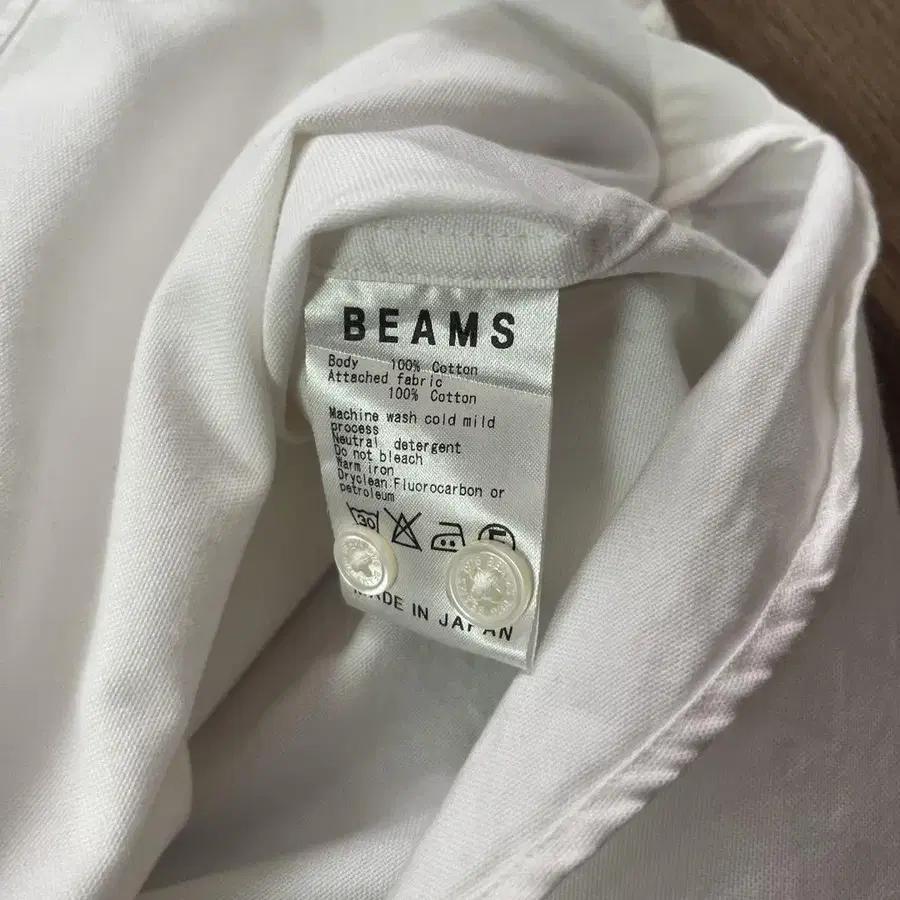 BEAMS
Body 100% Cotton
Attached fabric
100% Cotton
Machine wash cold mild
process
Neutral detergent
Do not bleach
Warm iron
Dryclean Fluorocarbon or
petroleum
30
F
MADE IN JAPAN